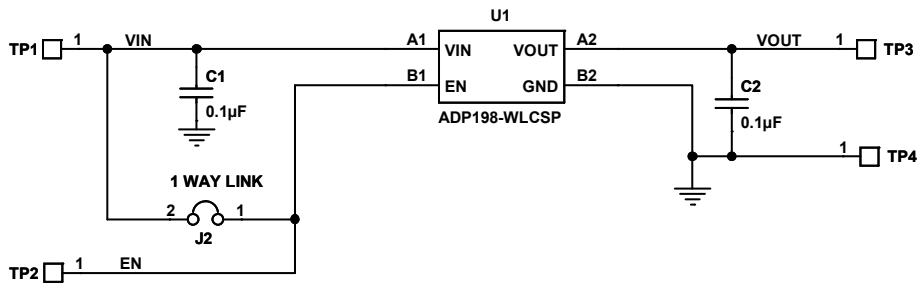 U1
TP1 1 VIN A1 VIN VOUT A2 VOUT 1 TP3
C1
0.1µF
B1 EN GND B2
ADP198-WLCSP
C2
0.1µF
1 TP4
1 WAY LINK
2 1
J2
TP2 1 EN